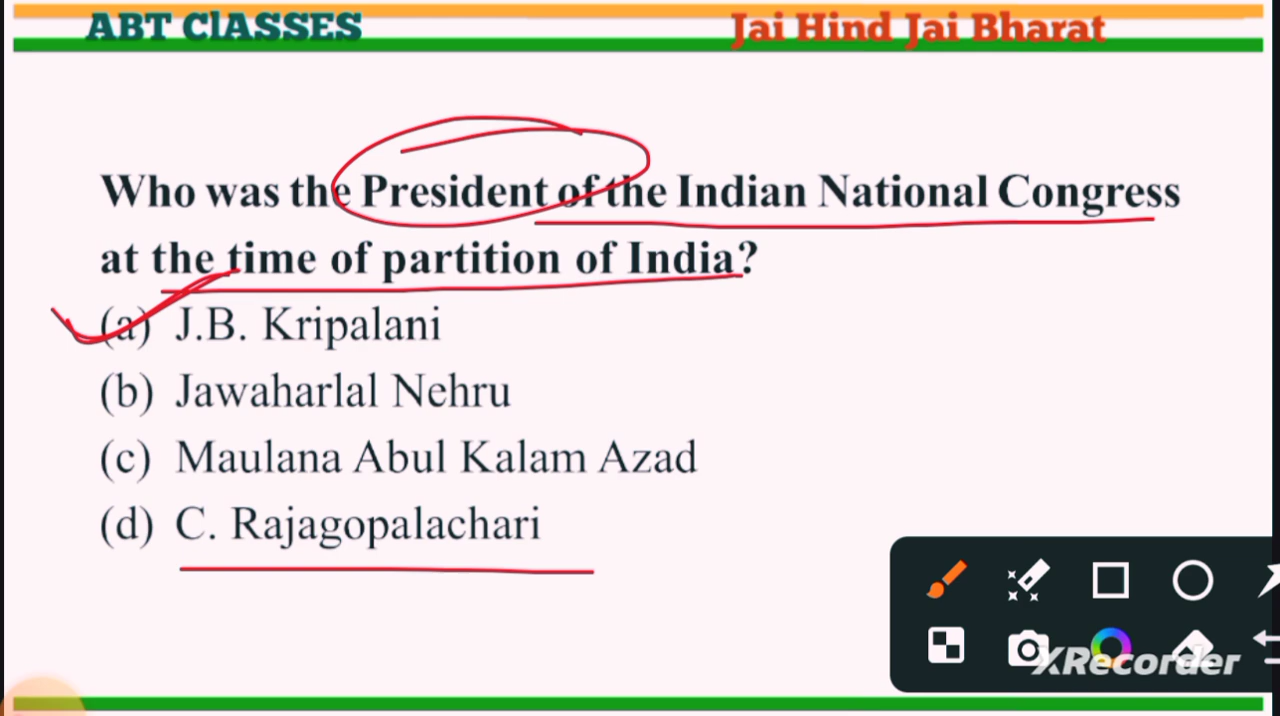 ABT ClASSES
Jai Hind Jai Bharat
Who was the President of the Indian National Congress
at the time of partition of India?
(a) J.B. Kripalani
(b) Jawaharlal Nehru
(c) Maulana Abul Kalam Azad
(d) C. Rajagopalachari
XRecorder